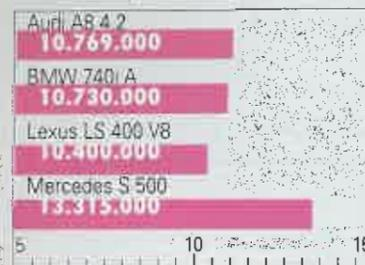 Audi A8 4.2
10.769.000
BMW 740i A
10.730.000
Lexus LS 400 V8
10.400.000
Mercedes S 500
13.315.000
5 10 15